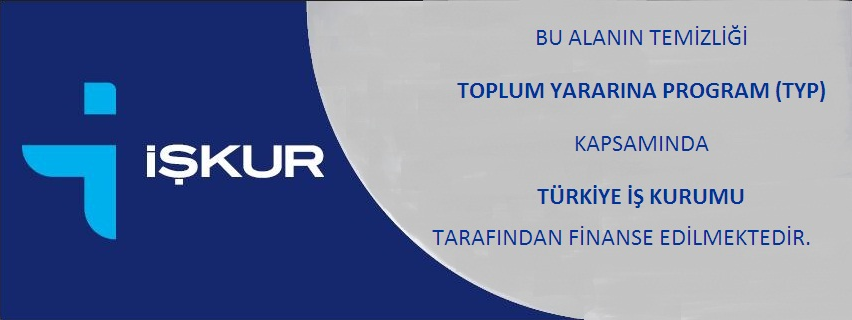 İŞKUR
BU ALANIN TEMİZLİĞİ
TOPLUM YARARINA PROGRAM (TYP)
KAPSAMINDA
TÜRKİYE İŞ KURUMU
TARAFINDAN FİNANSE EDİLMEKTEDİR.